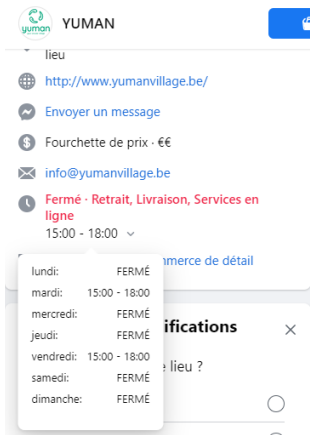 yuman
YUMAN
lieu
http://www.yumanvillage.be/
Envoyer un message
Fourchette de prix · €€
info@yumanvillage.be
Fermé · Retrait, Livraison, Services en
ligne
15:00 - 18:00
mmerce de détail
lundi: FERMÉ
mardi: 15:00 - 18:00
mercredi: FERMÉ
jeudi: FERMÉ
vendredi: 15:00 - 18:00
samedi: FERMÉ
dimanche: FERMÉ
ifications
lieu ?